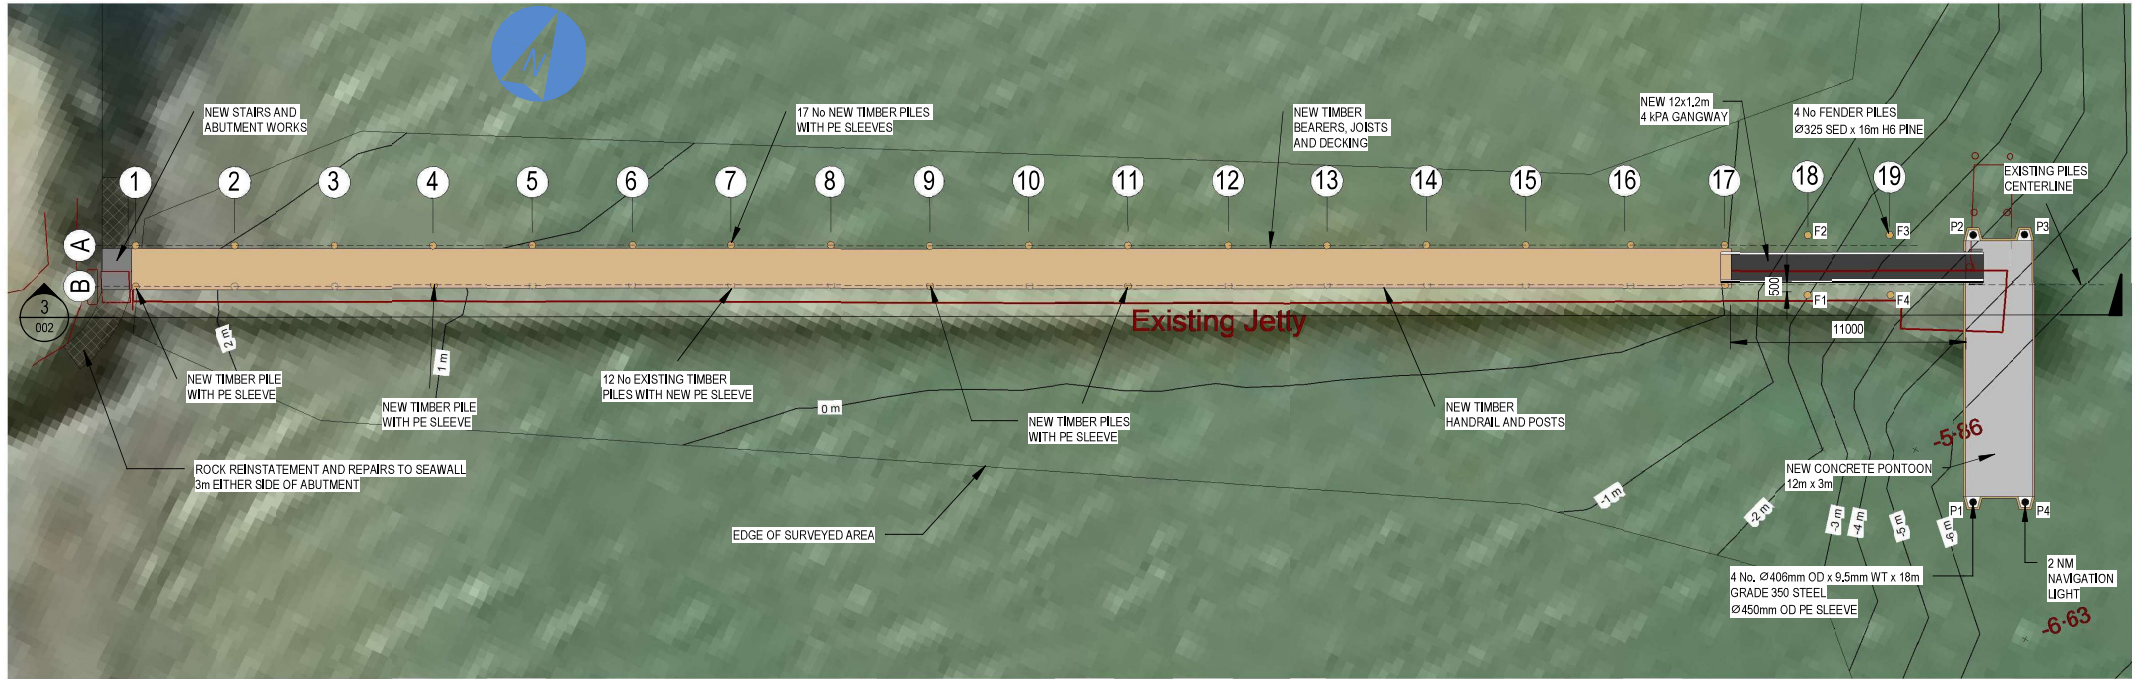 N
NEW STAIRS AND
ABUTMENT WORKS
17 No NEW TIMBER PILES
WITH PE SLEEVES
NEW TIMBER
BEARERS, JOISTS
AND DECKING
NEW 12x1.2m
4 kPA GANGWAY
4 No FENDER PILES
Ø325 SED x 16m H6 PINE
EXISTING PILES
CENTERLINE
1 2 3 4 5 6 7 8 9 10 11 12 13 14 15 16 17 18 19
A
B
F2
F3
P2
P3
3
002
500
F1
F4
Existing Jetty
11000
2 m
1 m
NEW TIMBER PILE
WITH PE SLEEVE
NEW TIMBER PILE
WITH PE SLEEVE
12 No EXISTING TIMBER
PILES WITH NEW PE SLEEVE
0 m
NEW TIMBER PILES
WITH PE SLEEVE
NEW TIMBER
HANDRAIL AND POSTS
-5·86
ROCK REINSTATEMENT AND REPAIRS TO SEAWALL
3m EITHER SIDE OF ABUTMENT
NEW CONCRETE PONTOON
12m x 3m
EDGE OF SURVEYED AREA
-1 m
-2 m
-3 m
-4 m
-5 m
-6 m
P1
P4
4 No. Ø406mm OD x 9.5mm WT x 18m
GRADE 350 STEEL
Ø450mm OD PE SLEEVE
2 NM
NAVIGATION
LIGHT
-6·63